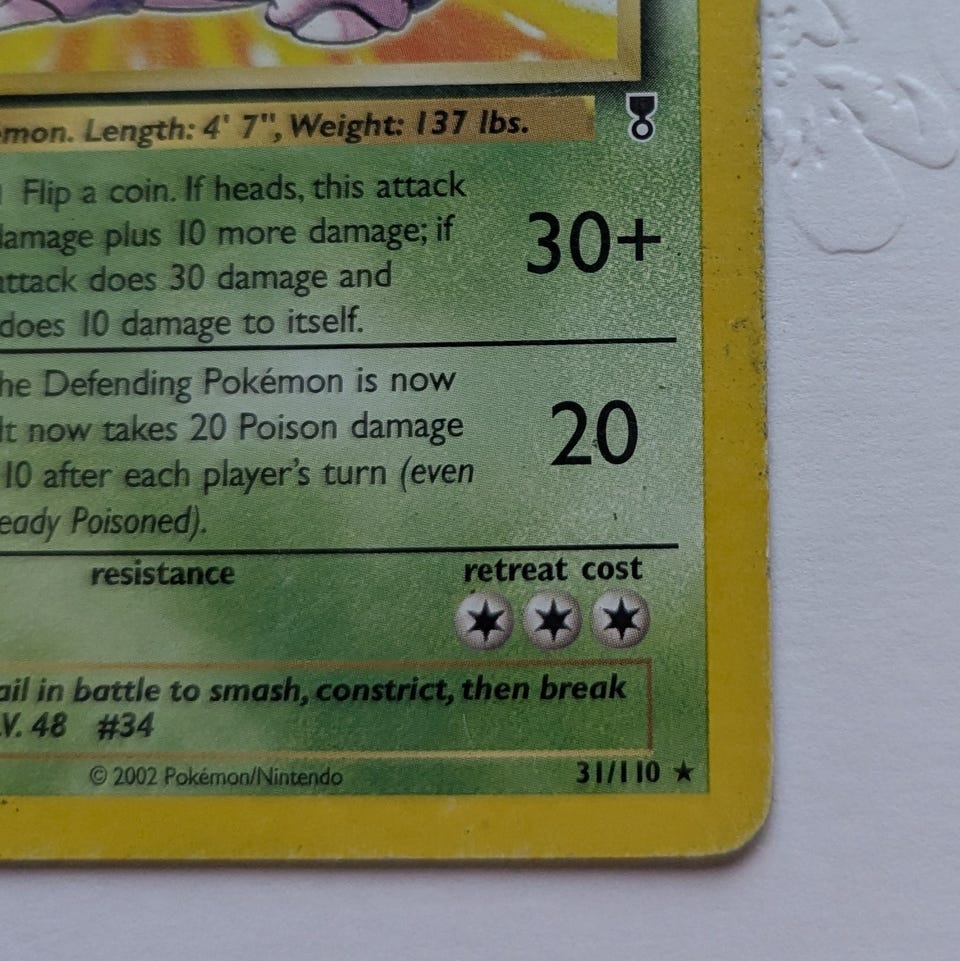 mon. Length: 4' 7", Weight: 137 lbs.
Flip a coin. If heads, this attack
damage plus 10 more damage; if
attack does 30 damage and
does 10 damage to itself.
30+
he Defending Pokémon is now
It now takes 20 Poison damage
10 after each player's turn (even
eady Poisoned).
20
resistance
retreat cost
ail in battle to smash, constrict, then break
V. 48 #34
© 2002 Pokémon/Nintendo
31/110 ★